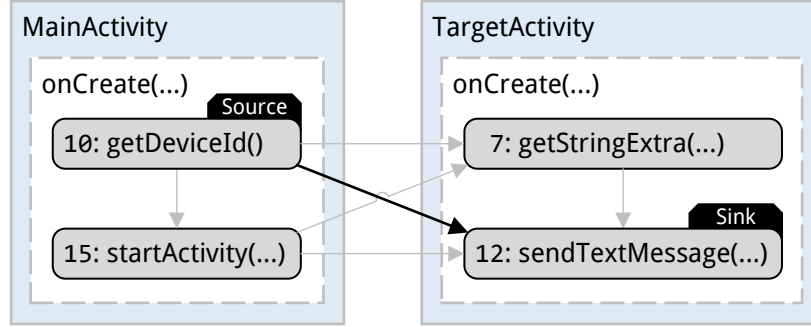 MainActivity
onCreate(...)
Source
10: getDeviceId()
15: startActivity(...)
TargetActivity
onCreate(...)
7: getStringExtra(...)
Sink
12: sendTextMessage(...)